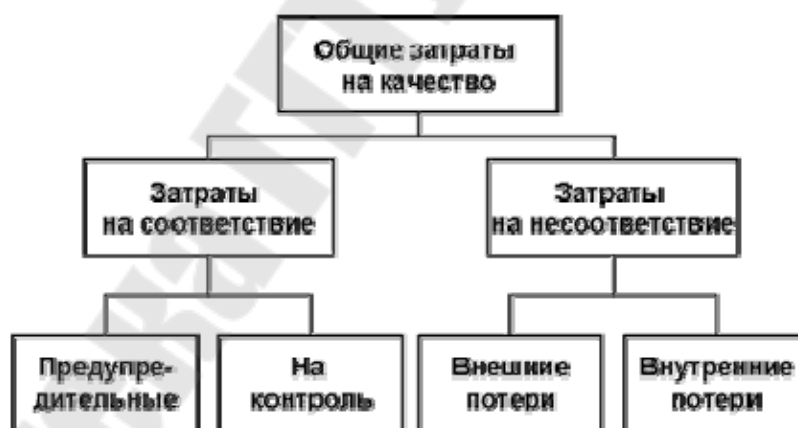 Общие затраты
на качество
Затраты
на соответствие
Затраты
на несоответствие
Предупре-
дительные
На
контроль
Внешние
потери
Внутренние
потери